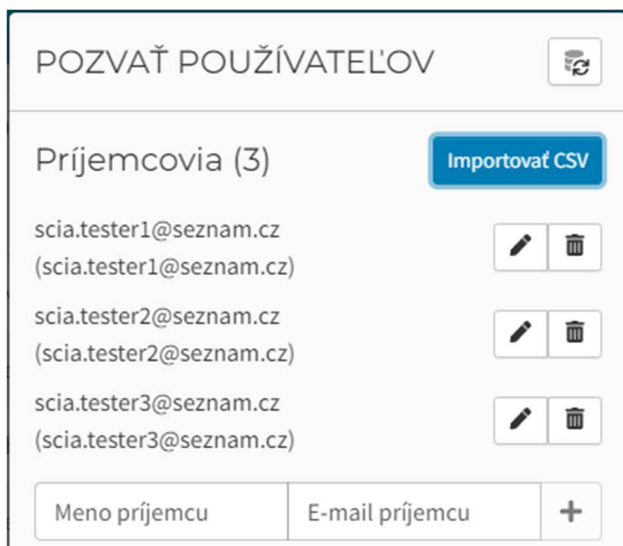 POZVAŤ POUŽÍVATEĽOV
Príjemcovia (3)
Importovať CSV
scia.tester1@seznam.cz
(scia.tester1@seznam.cz)
scia.tester2@seznam.cz
(scia.tester2@seznam.cz)
scia.tester3@seznam.cz
(scia.tester3@seznam.cz)
Meno príjemcu
E-mail príjemcu